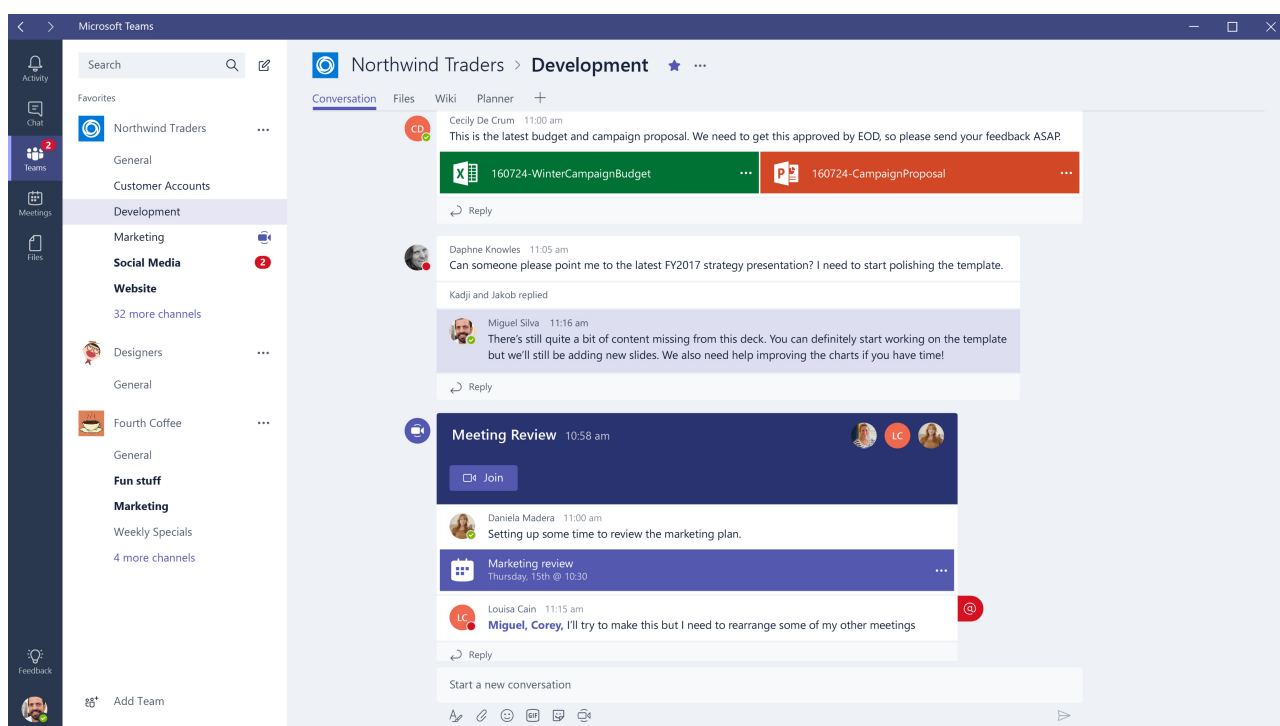 Microsoft Teams
Activity
Chat
2
Teams
Meetings
Files
Feedback
Search
Favorites
Northwind Traders
General
Customer Accounts
Development
Marketing
Social Media 2
Website
32 more channels
Designers
General
Fourth Coffee
General
Fun stuff
Marketing
Weekly Specials
4 more channels
Add Team
Northwind Traders > Development
Conversation Files Wiki Planner
CD
Cecily De Crum 11:00 am
This is the latest budget and campaign proposal. We need to get this approved by EOD, so please send your feedback ASAP.
160724-WinterCampaignBudget
160724-CampaignProposal
Reply
Daphne Knowles 11:05 am
Can someone please point me to the latest FY2017 strategy presentation? I need to start polishing the template.
Kadji and Jakob replied
Miguel Silva 11:16 am
There's still quite a bit of content missing from this deck. You can definitely start working on the template
but we'll still be adding new slides. We also need help improving the charts if you have time!
Reply
Meeting Review 10:58 am
LC
Join
Daniela Madera 11:00 am
Setting up some time to review the marketing plan.
Marketing review
Thursday, 15th @ 10:30
LC
Louisa Cain 11:15 am
Miguel, Corey, I'll try to make this but I need to rearrange some of my other meetings
@
Reply
Start a new conversation
GIF